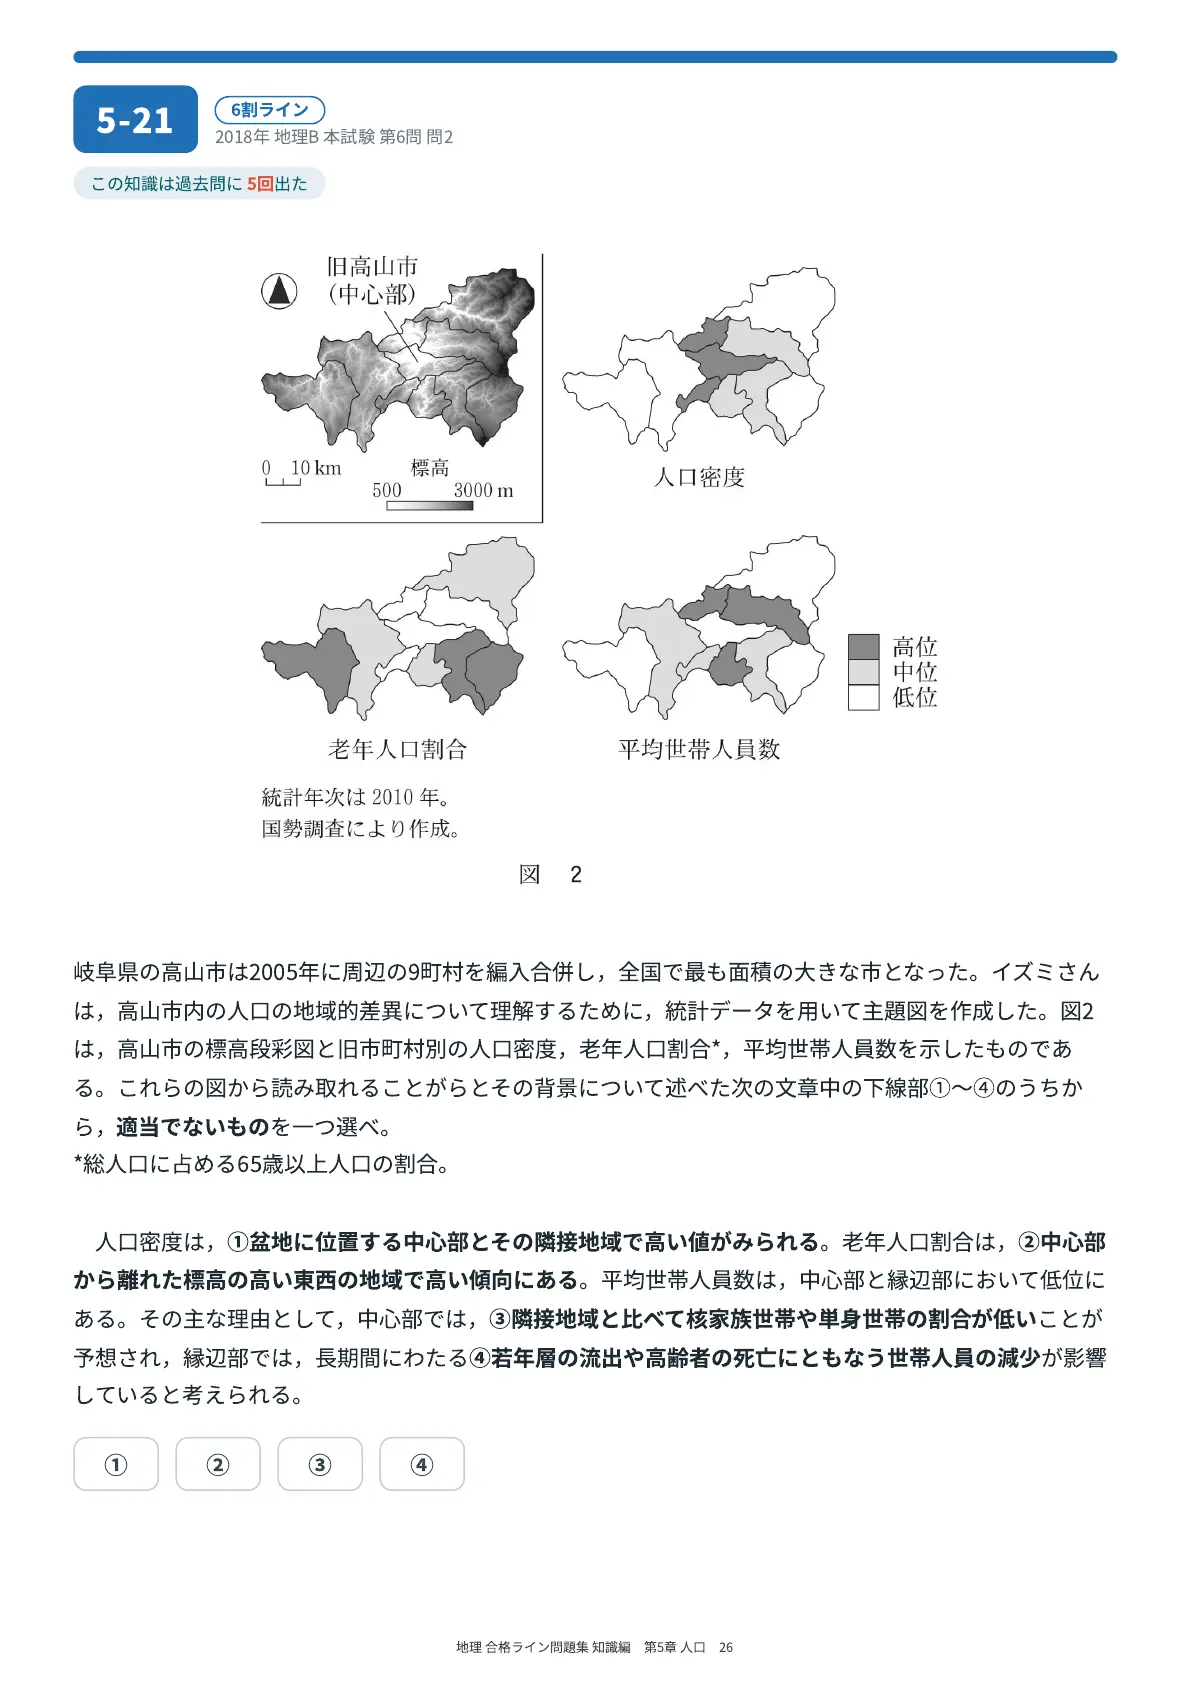 5-21
6割ライン
2018年 地理B 本試験 第6問 問2
この知識は過去問に 5回出た
旧高山市
(中心部)
0 10 km
標高
500 3000 m
人口密度
高位
中位
低位
老年人口割合
平均世帯人員数
統計年次は 2010 年。
国勢調査により作成。
図 2
岐阜県の高山市は2005年に周辺の9町村を編入合併し，全国で最も面積の大きな市となった。イズミさん
は，高山市内の人口の地域的差異について理解するために，統計データを用いて主題図を作成した。図2
は，高山市の標高段彩図と旧市町村別の人口密度，老年人口割合*，平均世帯人員数を示したものであ
る。これらの図から読み取れることがらとその背景について述べた次の文章中の下線部①～④のうちか
ら，適当でないものを一つ選べ。
*総人口に占める65歳以上人口の割合。
人口密度は，①盆地に位置する中心部とその隣接地域で高い値がみられる。老年人口割合は，②中心部
から離れた標高の高い東西の地域で高い傾向にある。平均世帯人員数は，中心部と縁辺部において低位に
ある。その主な理由として，中心部では，③隣接地域と比べて核家族世帯や単身世帯の割合が低いことが
予想され，縁辺部では，長期間にわたる④若年層の流出や高齢者の死亡にともなう世帯人員の減少が影響
していると考えられる。
① ② ③ ④
地理 合格ライン問題集 知識編 第5章 人口 26